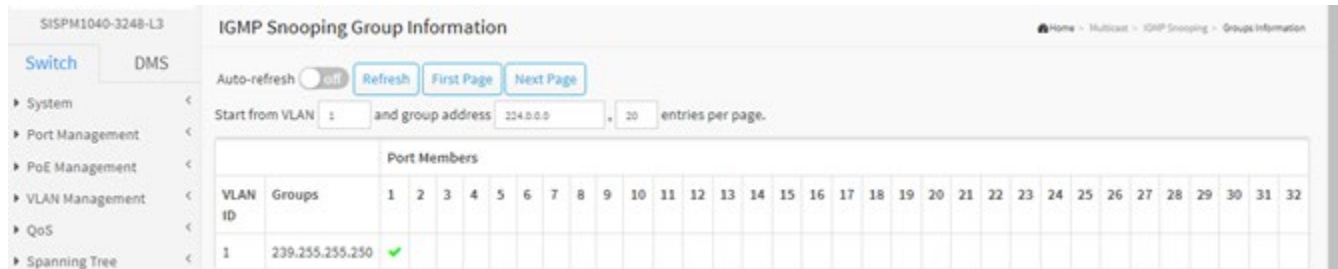 SISPM1040-3248-L3
Switch DMS
System
Port Management
PoE Management
VLAN Management
QoS
Spanning Tree
IGMP Snooping Group Information
Home > Multicast > IGMP Snooping > Groups Information
Auto-refresh off Refresh First Page Next Page
Start from VLAN 1 and group address 224.0.0.0 , 20 entries per page.
Port Members
VLAN ID Groups 1 2 3 4 5 6 7 8 9 10 11 12 13 14 15 16 17 18 19 20 21 22 23 24 25 26 27 28 29 30 31 32
1 239.255.255.250